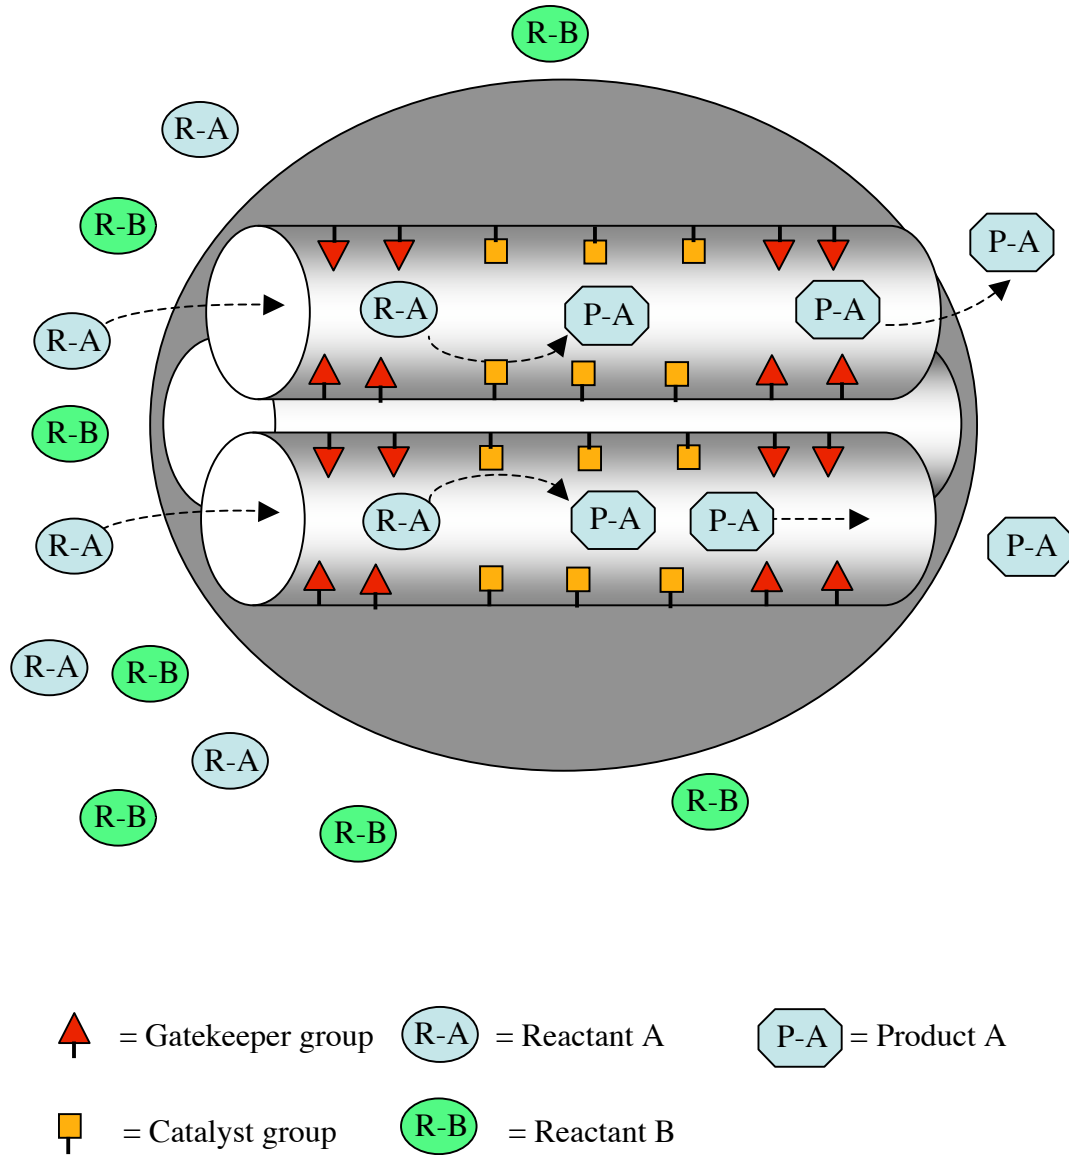 R-B
R-A
R-B
P-A
R-A
R-A
P-A
P-A
R-B
R-A
R-A
P-A
P-A
P-A
R-A
R-B
R-A
R-B
R-B
R-B
= Gatekeeper group
R-A
= Reactant A
P-A
= Product A
= Catalyst group
R-B
= Reactant B